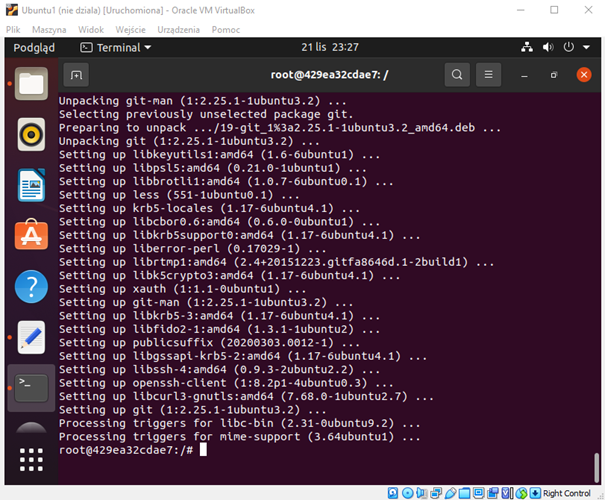 Ubuntu1 (nie działa) [Uruchomiona] - Oracle VM VirtualBox
Plik Maszyna Widok Wejście Urządzenia Pomoc
Podgląd Terminal 21 lis 23:27
root@429ea32cdae7: /
Unpacking git-man (1:2.25.1-1ubuntu3.2) ...
Selecting previously unselected package git.
Preparing to unpack .../19-git_1%3a2.25.1-1ubuntu3.2_amd64.deb ...
Unpacking git (1:2.25.1-1ubuntu3.2) ...
Setting up libkeyutils1:amd64 (1.6-6ubuntu1) ...
Setting up libpsl5:amd64 (0.21.0-1ubuntu1) ...
Setting up libbrotli1:amd64 (1.0.7-6ubuntu0.1) ...
Setting up less (551-1ubuntu0.1) ...
Setting up krb5-locales (1.17-6ubuntu4.1) ...
Setting up libcbor0.6:amd64 (0.6.0-0ubuntu1) ...
Setting up libkrb5support0:amd64 (1.17-6ubuntu4.1) ...
Setting up liberror-perl (0.17029-1) ...
Setting up librtmp1:amd64 (2.4+20151223.gitfa8646d.1-2build1) ...
Setting up libk5crypto3:amd64 (1.17-6ubuntu4.1) ...
Setting up xauth (1:1.1-0ubuntu1) ...
Setting up git-man (1:2.25.1-1ubuntu3.2) ...
Setting up libkrb5-3:amd64 (1.17-6ubuntu4.1) ...
Setting up libfido2-1:amd64 (1.3.1-1ubuntu2) ...
Setting up publicsuffix (20200303.0012-1) ...
Setting up libgssapi-krb5-2:amd64 (1.17-6ubuntu4.1) ...
Setting up libssh-4:amd64 (0.9.3-2ubuntu2.2) ...
Setting up openssh-client (1:8.2p1-4ubuntu0.3) ...
Setting up libcurl3-gnutls:amd64 (7.68.0-1ubuntu2.7) ...
Setting up git (1:2.25.1-1ubuntu3.2) ...
Processing triggers for libc-bin (2.31-0ubuntu9.2) ...
Processing triggers for mime-support (3.64ubuntu1) ...
root@429ea32cdae7:/#
Right Control